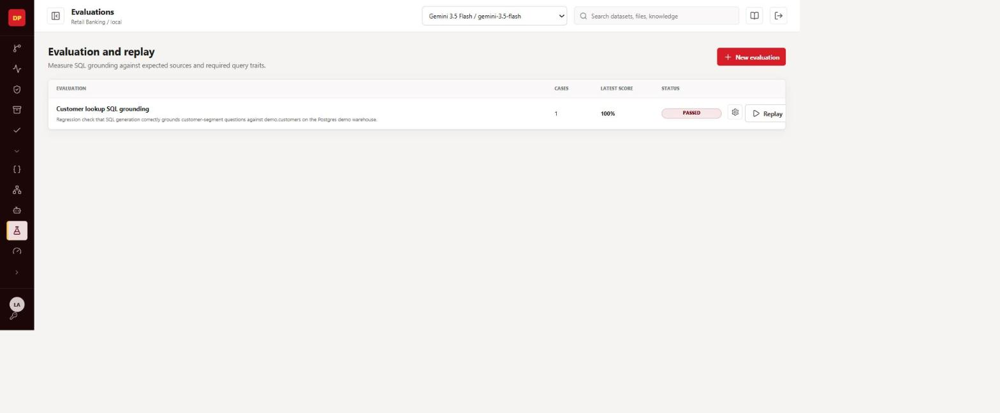 DP
Evaluations
Retail Banking / local
Gemini 3.5 Flash / gemini-3.5-flash
Search datasets, files, knowledge
Evaluation and replay
Measure SQL grounding against expected sources and required query traits.
New evaluation
EVALUATION CASES LATEST SCORE STATUS
Customer lookup SQL grounding
Regression check that SQL generation correctly grounds customer-segment questions against demo.customers on the Postgres demo warehouse.
1 100% PASSED Replay
LA